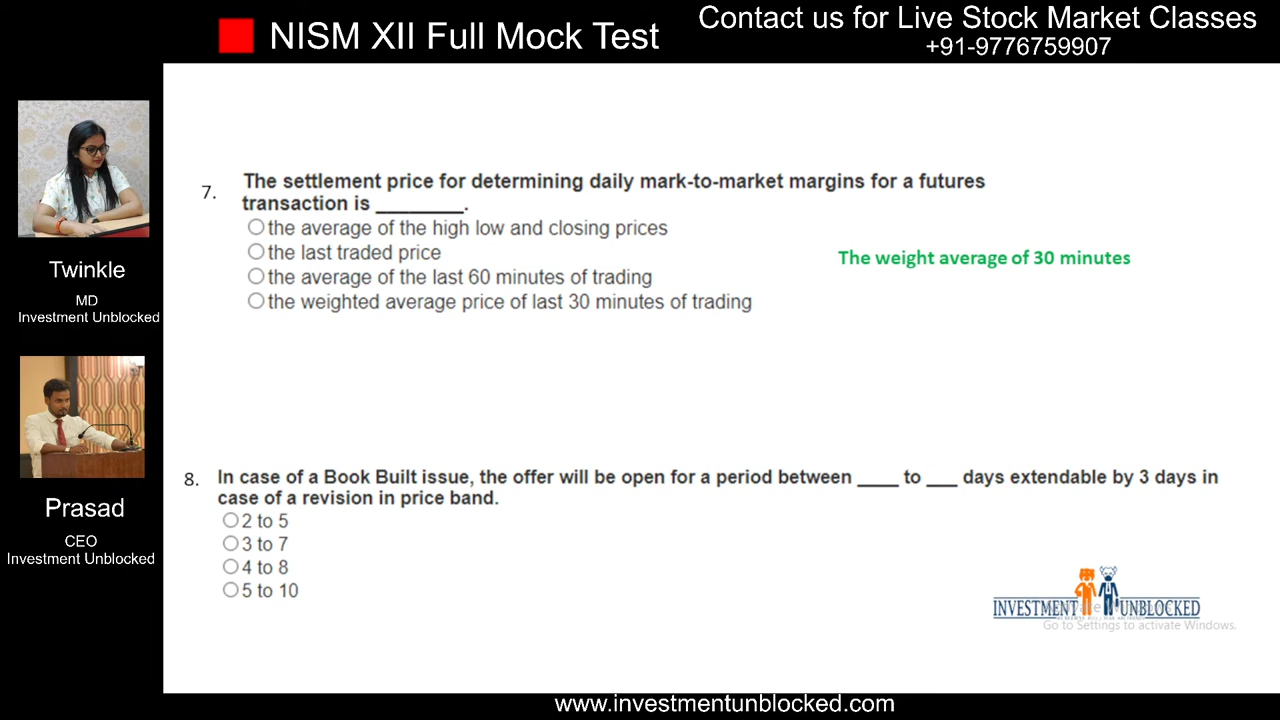 NISM XII Full Mock Test
Contact us for Live Stock Market Classes
+91-9776759907
Twinkle
MD
Investment Unblocked
Prasad
CEO
Investment Unblocked
7. The settlement price for determining daily mark-to-market margins for a futures
transaction is ________.
the average of the high low and closing prices
the last traded price
the average of the last 60 minutes of trading
the weighted average price of last 30 minutes of trading
The weight average of 30 minutes
8. In case of a Book Built issue, the offer will be open for a period between ____ to ___ days extendable by 3 days in
case of a revision in price band.
2 to 5
3 to 7
4 to 8
5 to 10
INVESTMENT UNBLOCKED
Go to Settings to activate Windows.
www.investmentunblocked.com